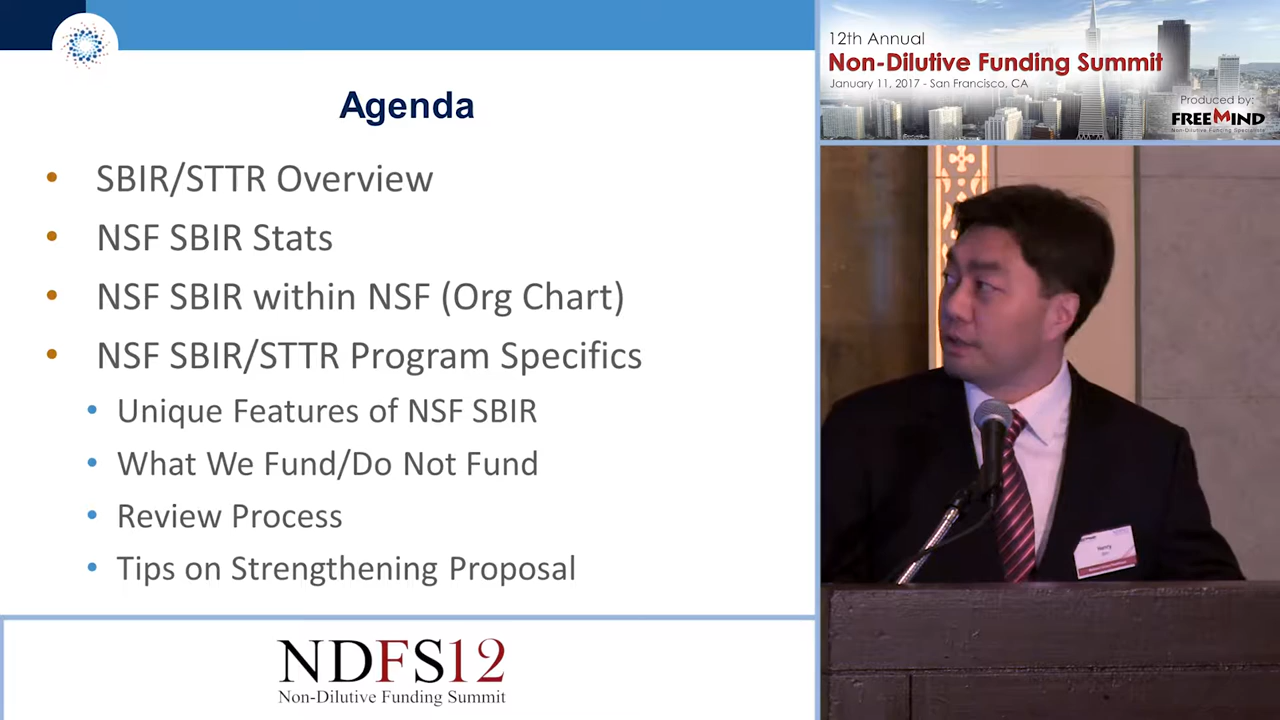 Agenda
• SBIR/STTR Overview
• NSF SBIR Stats
• NSF SBIR within NSF (Org Chart)
• NSF SBIR/STTR Program Specifics
• Unique Features of NSF SBIR
• What We Fund/Do Not Fund
• Review Process
• Tips on Strengthening Proposal
NDFS12
Non-Dilutive Funding Summit
12th Annual
Non-Dilutive Funding Summit
January 11, 2017 - San Francisco, CA
Produced by:
FREEMIND
Non-Dilutive Funding Specialists